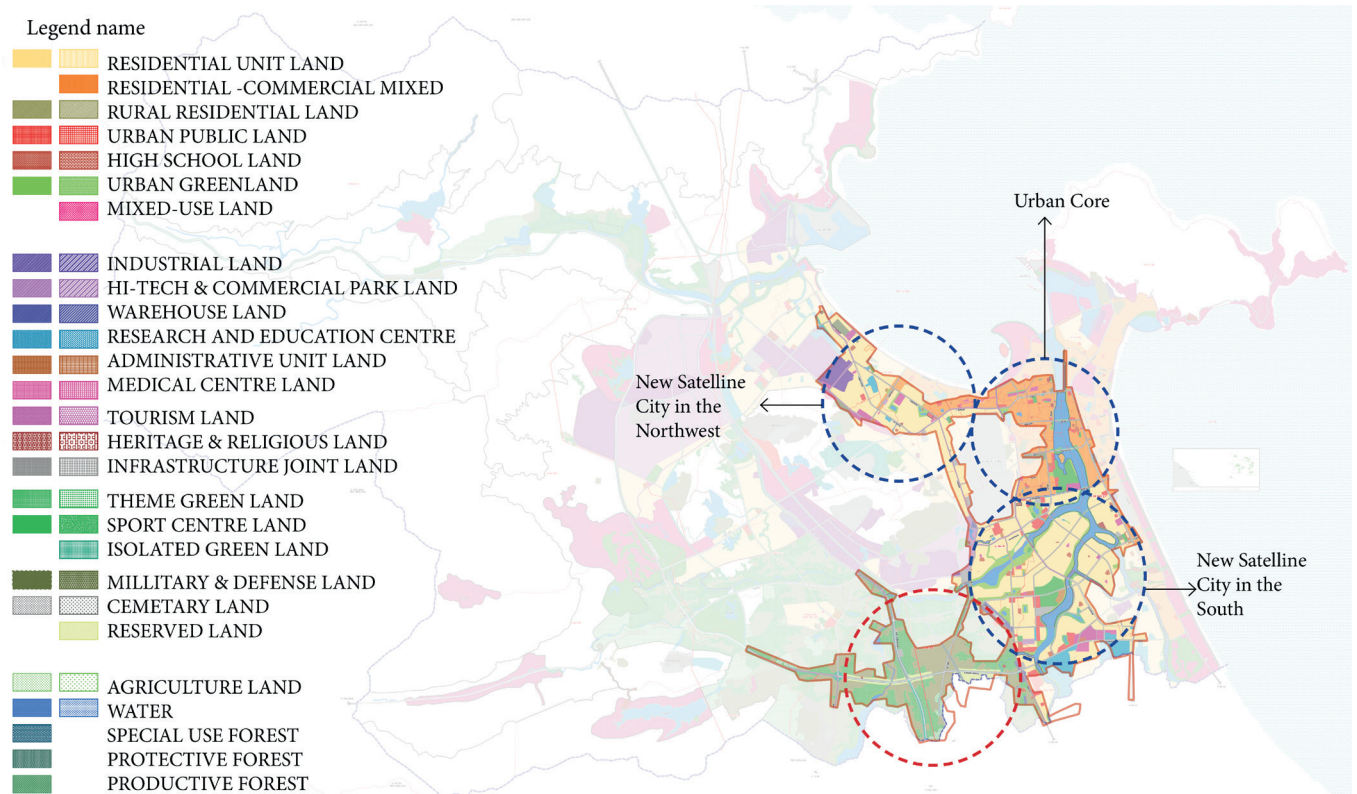 Legend name
RESIDENTIAL UNIT LAND
RESIDENTIAL -COMMERCIAL MIXED
RURAL RESIDENTIAL LAND
URBAN PUBLIC LAND
HIGH SCHOOL LAND
URBAN GREENLAND
MIXED-USE LAND
INDUSTRIAL LAND
HI-TECH & COMMERCIAL PARK LAND
WAREHOUSE LAND
RESEARCH AND EDUCATION CENTRE
ADMINISTRATIVE UNIT LAND
MEDICAL CENTRE LAND
TOURISM LAND
HERITAGE & RELIGIOUS LAND
INFRASTRUCTURE JOINT LAND
THEME GREEN LAND
SPORT CENTRE LAND
ISOLATED GREEN LAND
MILLITARY & DEFENSE LAND
CEMETARY LAND
RESERVED LAND
AGRICULTURE LAND
WATER
SPECIAL USE FOREST
PROTECTIVE FOREST
PRODUCTIVE FOREST
Urban Core
New Satelline
City in the
Northwest
New Satelline
City in the
South